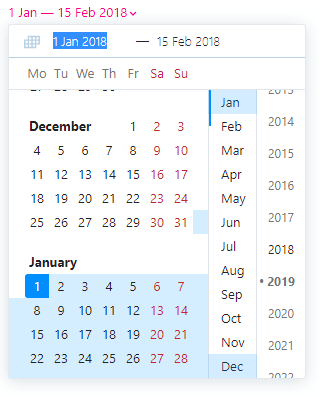 1 Jan — 15 Feb 2018
1 Jan 2018 — 15 Feb 2018
Mo Tu We Th Fr Sa Su
December 1 2 3
4 5 6 7 8 9 10
11 12 13 14 15 16 17
18 19 20 21 22 23 24
25 26 27 28 29 30 31
January
1 2 3 4 5 6 7
8 9 10 11 12 13 14
15 16 17 18 19 20 21
22 23 24 25 26 27 28
Jan
Feb
Mar
Apr
May
Jun
Jul
Aug
Sep
Oct
Nov
Dec
2013
2014
2015
2016
2017
2018
• 2019
2020
2021
2022